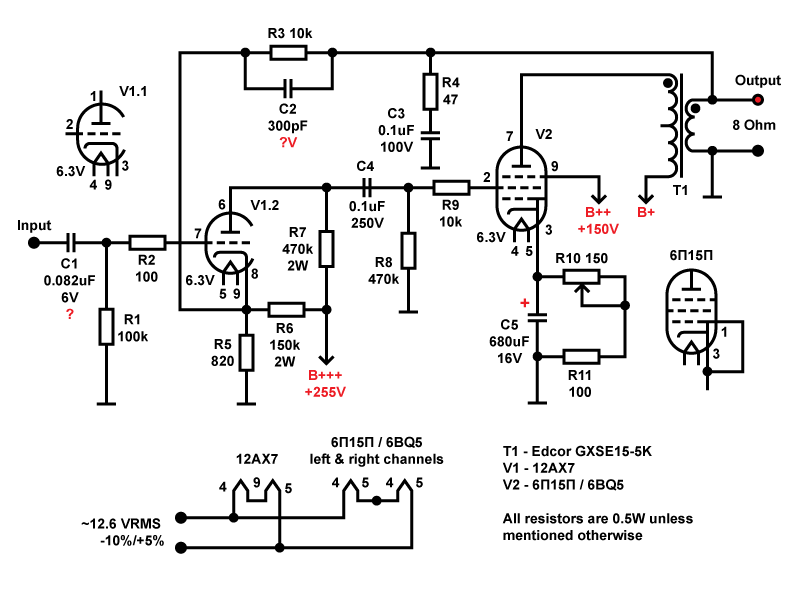 R3 10k
C2
300pF
?V
R4
47
C3
0.1uF
100V
Output
8 Ohm
T1
B+
V1.1
1
2
6.3V
3
4 9
V2
7
9
2
6.3V
3
4 5
B++
+150V
C4
0.1uF
250V
R9
10k
6
V1.2
7
6.3V
8
5 9
R7
470k
2W
R8
470k
Input
C1
0.082uF
6V
?
R2
100
R1
100k
R5
820
R6
150k
2W
B+++
+255V
R10 150
+
C5
680uF
16V
R11
100
6П15П
1
3
12AX7
4 9 5
6П15П / 6BQ5
left & right channels
4 5 4 5
~12.6 VRMS
-10%/+5%
T1 - Edcor GXSE15-5K
V1 - 12AX7
V2 - 6П15П / 6BQ5
All resistors are 0.5W unless
mentioned otherwise